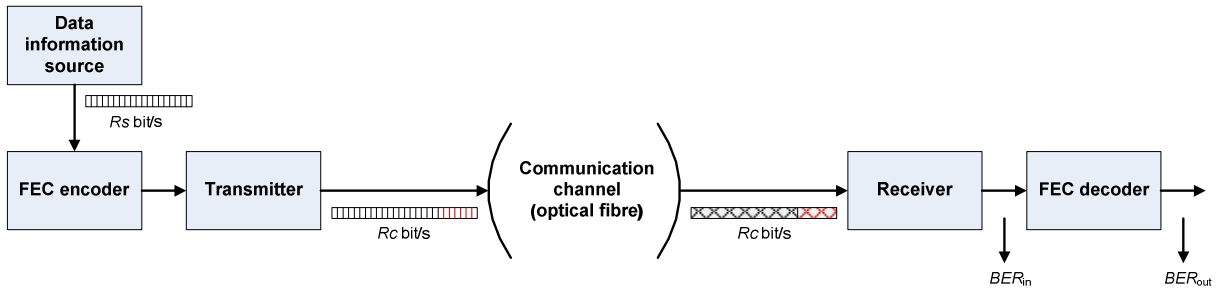 Data
information
source
Rs bit/s
FEC encoder
Transmitter
Communication
channel
(optical fibre)
Receiver
FEC decoder
Rc bit/s
Rc bit/s
BERin
BERout